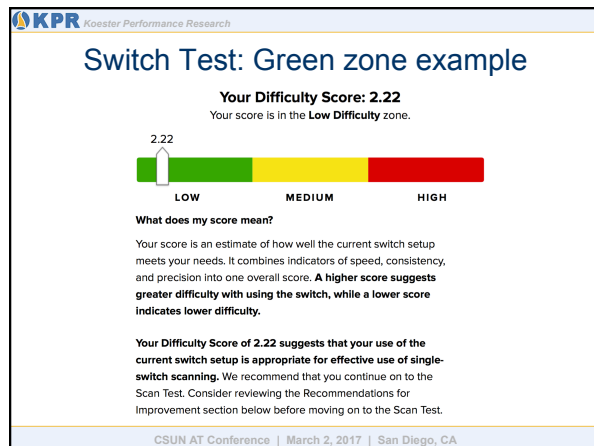 KPR Koester Performance Research
Switch Test: Green zone example
Your Difficulty Score: 2.22
Your score is in the Low Difficulty zone.
2.22
LOW MEDIUM HIGH
What does my score mean?
Your score is an estimate of how well the current switch setup
meets your needs. It combines indicators of speed, consistency,
and precision into one overall score. A higher score suggests
greater difficulty with using the switch, while a lower score
indicates lower difficulty.
Your Difficulty Score of 2.22 suggests that your use of the
current switch setup is appropriate for effective use of single-
switch scanning. We recommend that you continue on to the
Scan Test. Consider reviewing the Recommendations for
Improvement section below before moving on to the Scan Test.
CSUN AT Conference | March 2, 2017 | San Diego, CA